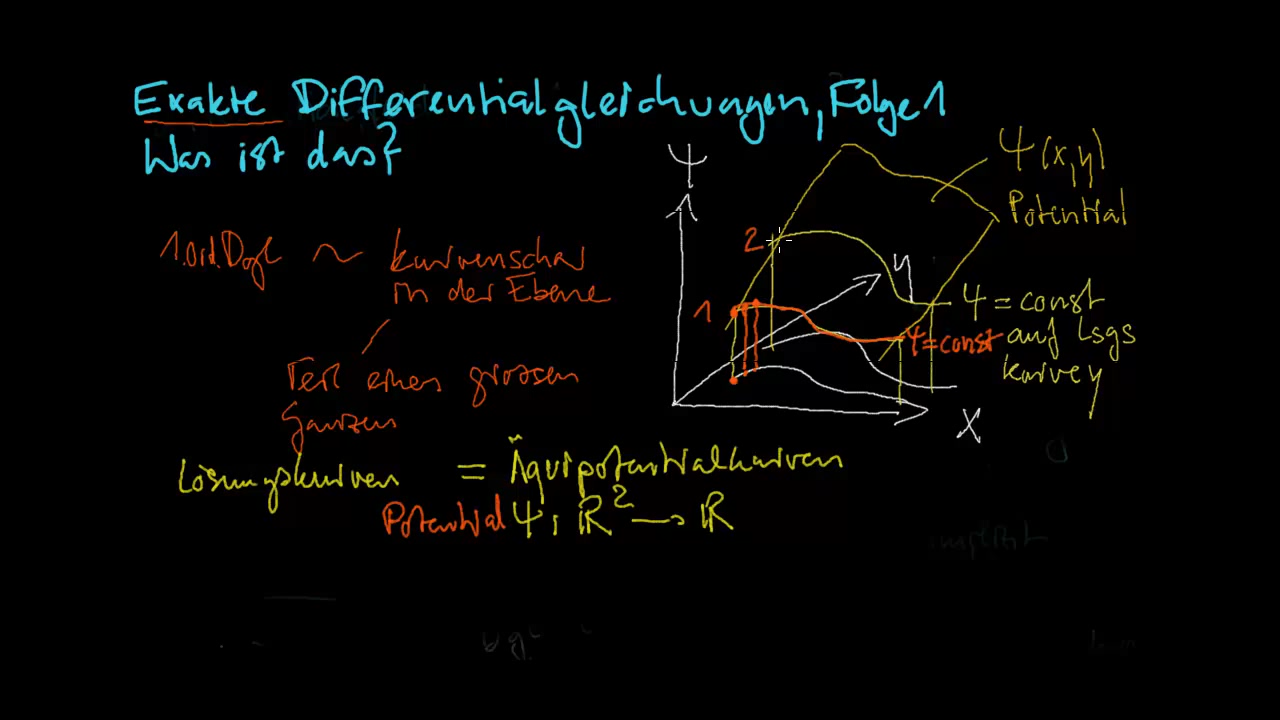 Exakte Differentialgleichungen, Folge 1
Was ist das?
1.Ord.Dgl ~ kurvenschar
in der Ebene
Teil eines grossen
Ganzen
Lösungskurven = Äquipotentialkurven
Potential Ψ: ℝ² → ℝ
Ψ
Ψ(x,y)
Potential
2
y
1
Ψ=const
Ψ = const
auf Lsgs
kurven
X